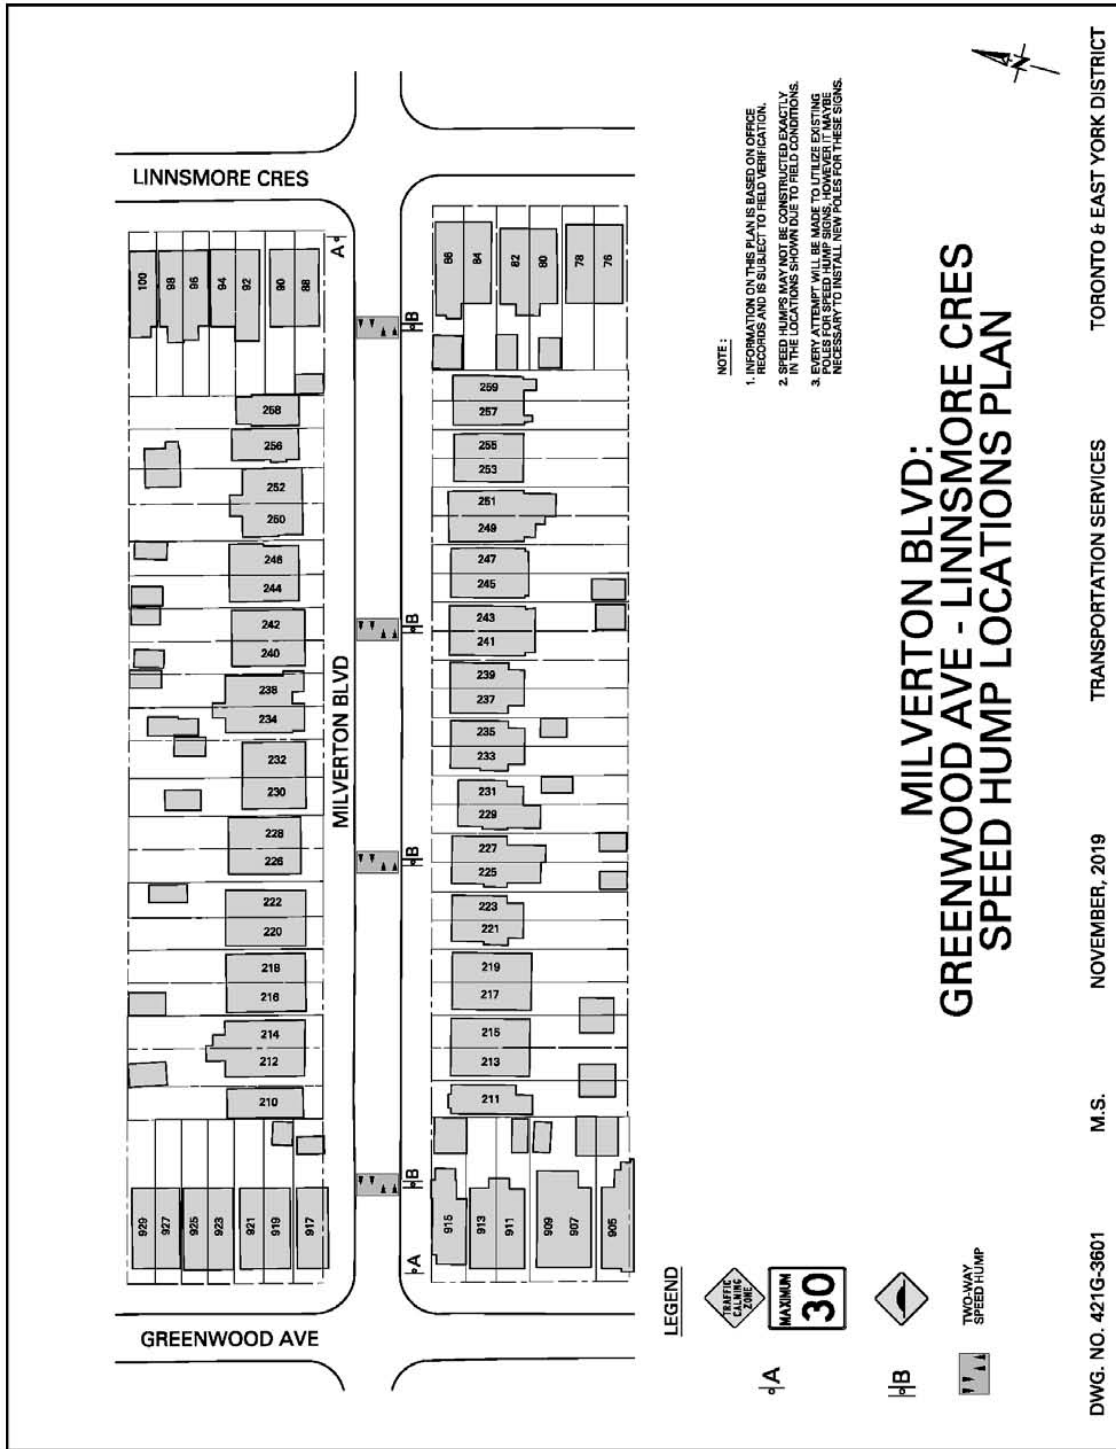 LINNSMORE CRES
100
98
96
94
92
90
88
A
86
84
82
80
78
76
B
258
256
252
250
246
244
242
240
238
234
232
230
228
226
222
220
218
216
214
212
210
MILVERTON BLVD
B
B
259
257
255
253
251
249
247
245
243
241
239
237
235
233
231
229
227
225
223
221
219
217
215
213
211
929
927
925
923
921
919
917
B
A
915
913
911
909
907
905
GREENWOOD AVE
LEGEND
A
TRAFFIC
CALMING
ZONE
MAXIMUM
30
B
TWO-WAY
SPEED HUMP
NOTE :
1. INFORMATION ON THIS PLAN IS BASED ON OFFICE
RECORDS AND IS SUBJECT TO FIELD VERIFICATION.
2. SPEED HUMPS MAY NOT BE CONSTRUCTED EXACTLY
IN THE LOCATIONS SHOWN DUE TO FIELD CONDITIONS.
3. EVERY ATTEMPT WILL BE MADE TO UTILIZE EXISTING
POLES FOR SPEED HUMP SIGNS, HOWEVER IT MAYBE
NECESSARY TO INSTALL NEW POLES FOR THESE SIGNS.
N
MILVERTON BLVD:
GREENWOOD AVE - LINNSMORE CRES
SPEED HUMP LOCATIONS PLAN
DWG. NO. 421G-3601
M.S.
NOVEMBER, 2019
TRANSPORTATION SERVICES
TORONTO & EAST YORK DISTRICT